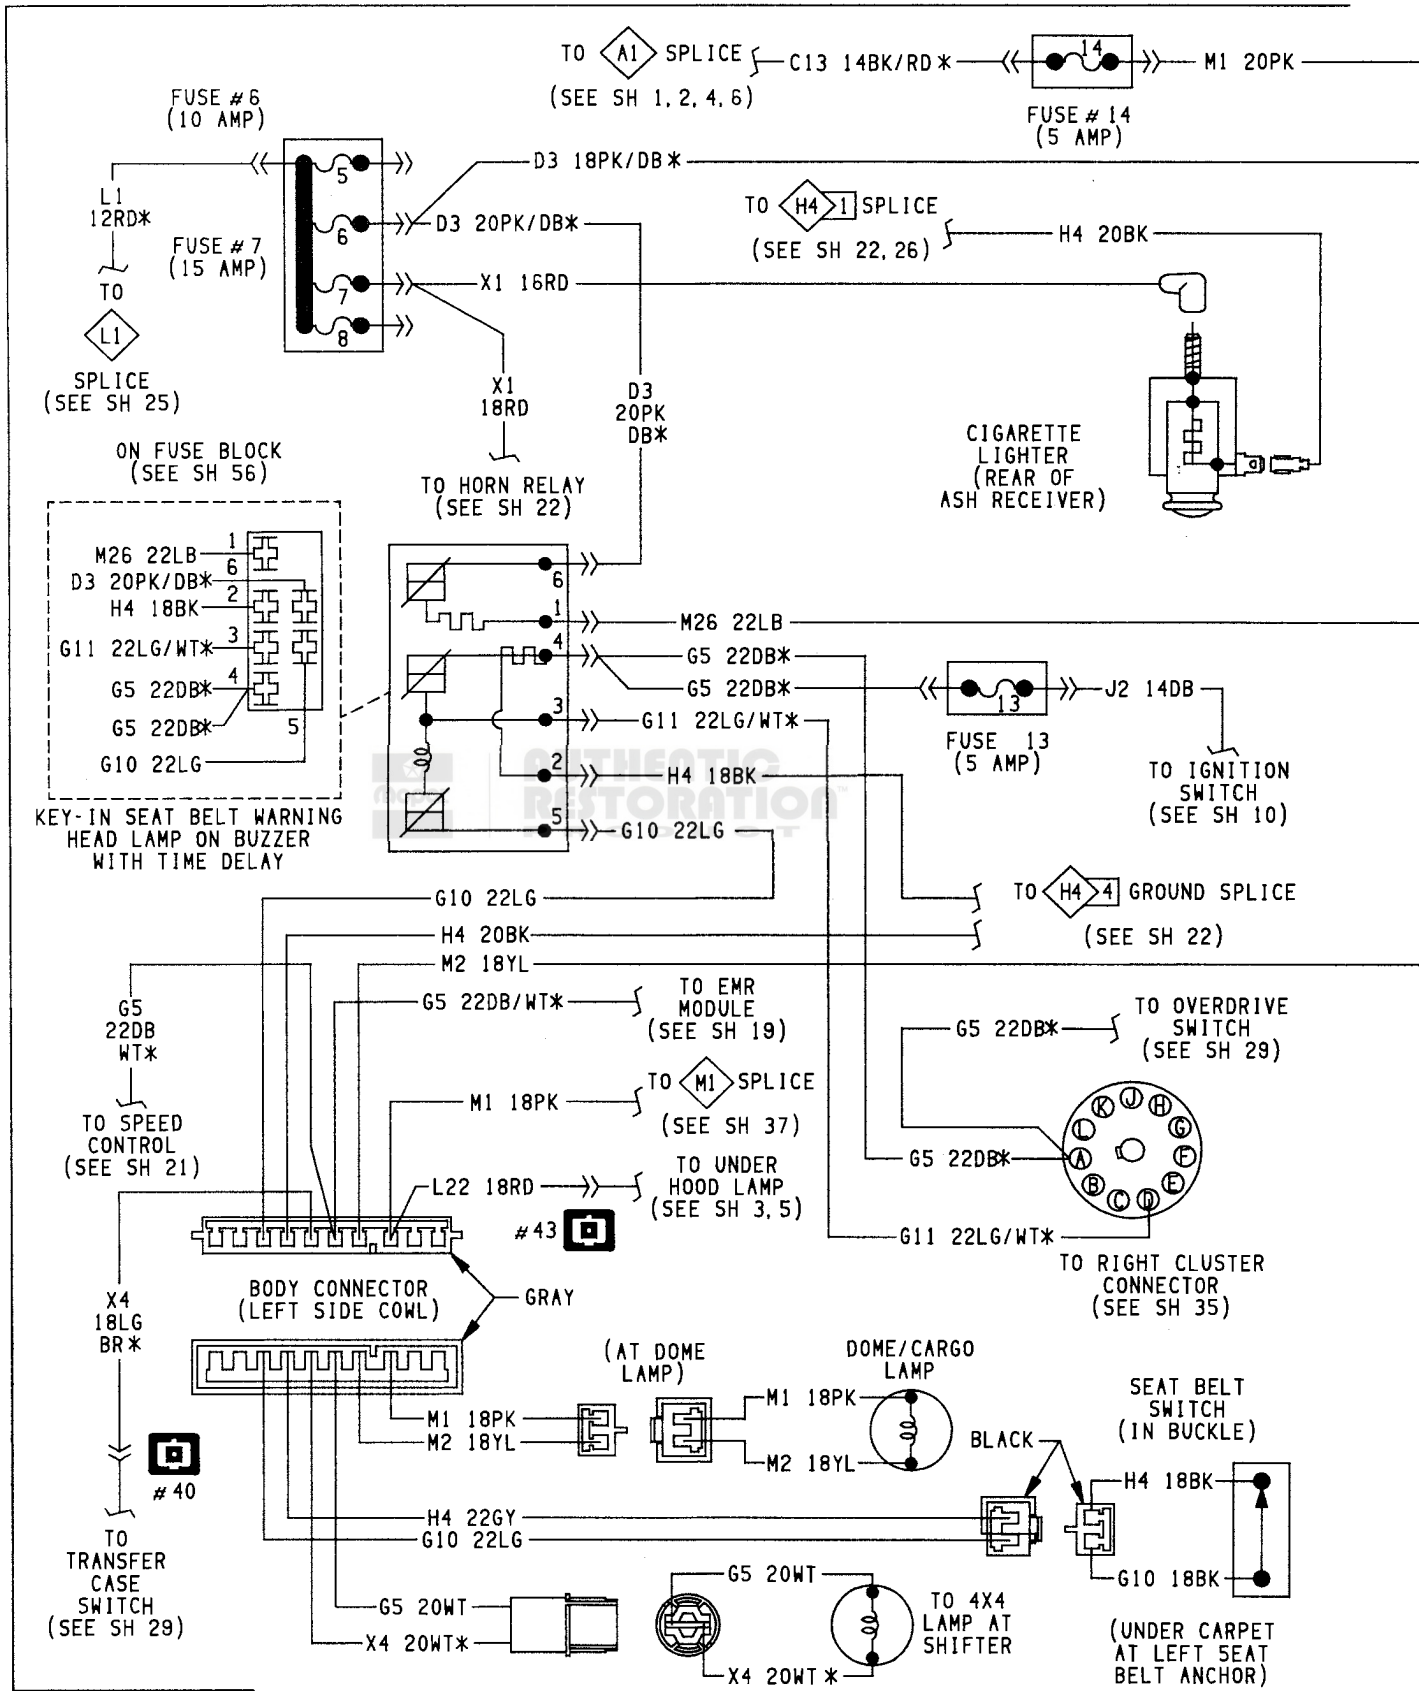 TO A1 SPLICE
(SEE SH 1,2,4,6)
C13 14BK/RD*
14
M1 20PK
FUSE #14
(5 AMP)
FUSE #6
(10 AMP)
5
6
7
8
D3 18PK/DB*
L1
12RD*
D3 20PK/DB*
TO H4 1 SPLICE
(SEE SH 22,26)
H4 20BK
FUSE #7
(15 AMP)
X1 16RD
TO
L1
SPLICE
(SEE SH 25)
X1
18RD
D3
20PK
DB*
TO HORN RELAY
(SEE SH 22)
CIGARETTE
LIGHTER
(REAR OF
ASH RECEIVER)
ON FUSE BLOCK
(SEE SH 56)
M26 22LB
1
6
D3 20PK/DB*
H4 18BK
2
G11 22LG/WT*
3
G5 22DB*
4
G5 22DB*
5
G10 22LG
KEY-IN SEAT BELT WARNING
HEAD LAMP ON BUZZER
WITH TIME DELAY
6
1
M26 22LB
4
G5 22DB*
G5 22DB*
3
G11 22LG/WT*
2
H4 18BK
5
G10 22LG
13
J2 14DB
FUSE 13
(5 AMP)
TO IGNITION
SWITCH
(SEE SH 10)
Mopar
AUTHENTIC
RESTORATION™
PRODUCT
G10 22LG
TO H4 4 GROUND SPLICE
(SEE SH 22)
H4 20BK
M2 18YL
G5
22DB
WT*
G5 22DB/WT*
TO EMR
MODULE
(SEE SH 19)
G5 22DB*
TO OVERDRIVE
SWITCH
(SEE SH 29)
TO SPEED
CONTROL
(SEE SH 21)
M1 18PK
TO M1 SPLICE
(SEE SH 37)
L22 18RD
TO UNDER
HOOD LAMP
(SEE SH 3,5)
#43
J
H
G
F
E
D
C
B
A
L
K
G5 22DB*
G11 22LG/WT*
TO RIGHT CLUSTER
CONNECTOR
(SEE SH 35)
BODY CONNECTOR
(LEFT SIDE COWL)
GRAY
X4
18LG
BR*
#40
TO
TRANSFER
CASE
SWITCH
(SEE SH 29)
(AT DOME
LAMP)
DOME/CARGO
LAMP
M1 18PK
M2 18YL
M1 18PK
M2 18YL
SEAT BELT
SWITCH
(IN BUCKLE)
BLACK
H4 18BK
G10 18BK
H4 22GY
G10 22LG
(UNDER CARPET
AT LEFT SEAT
BELT ANCHOR)
G5 20WT
X4 20WT*
G5 20WT
X4 20WT*
TO 4X4
LAMP AT
SHIFTER